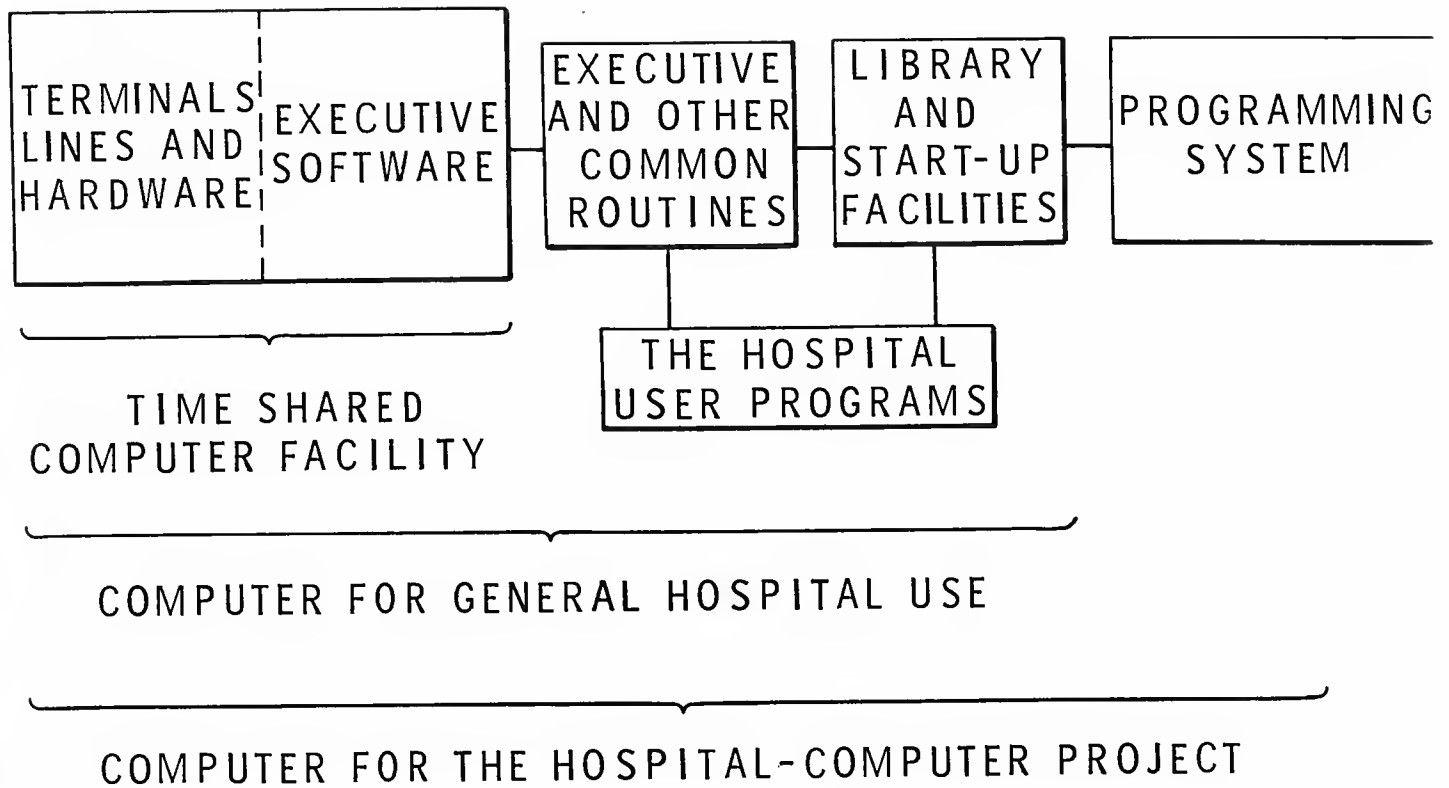 TERMINALS
LINES AND
HARDWARE
EXECUTIVE
SOFTWARE
EXECUTIVE
AND OTHER
COMMON
ROUTINES
LIBRARY
AND
START-UP
FACILITIES
PROGRAMMING
SYSTEM
THE HOSPITAL
USER PROGRAMS
TIME SHARED
COMPUTER FACILITY
COMPUTER FOR GENERAL HOSPITAL USE
COMPUTER FOR THE HOSPITAL-COMPUTER PROJECT